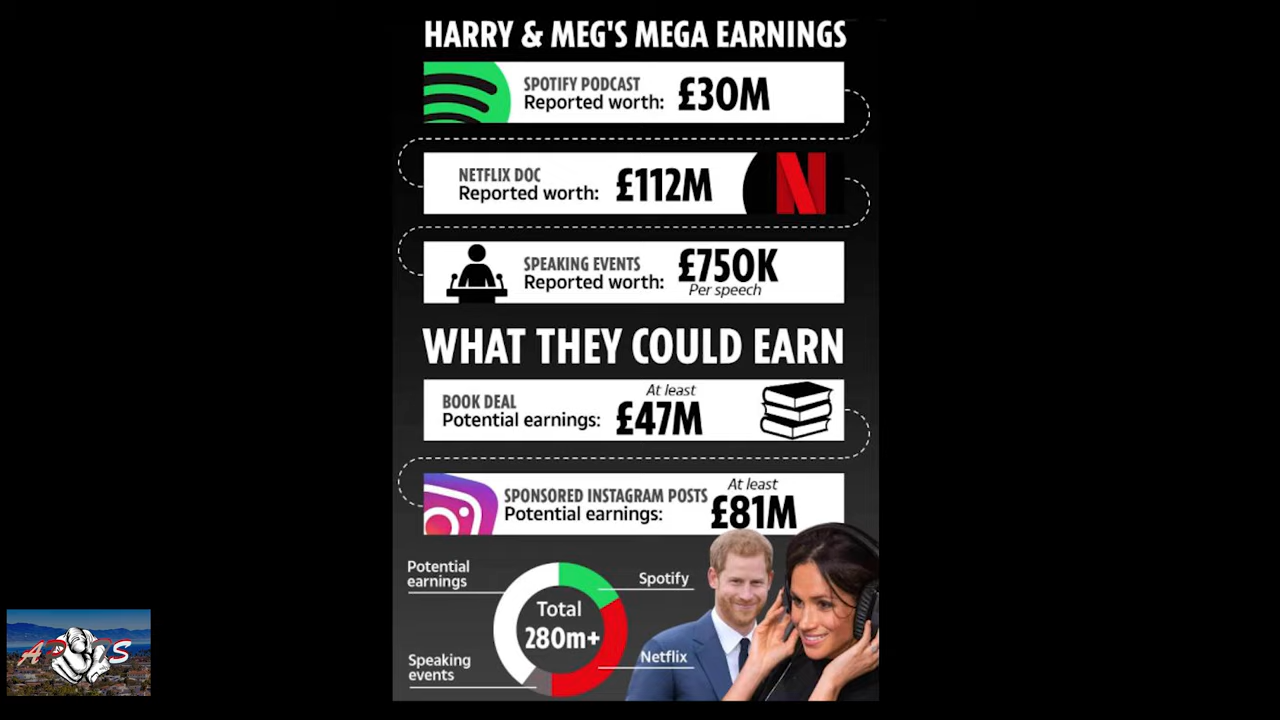 HARRY & MEG'S MEGA EARNINGS
SPOTIFY PODCAST
Reported worth: £30M
NETFLIX DOC
Reported worth: £112M
SPEAKING EVENTS
Reported worth: £750K
Per speech
WHAT THEY COULD EARN
BOOK DEAL
At least
Potential earnings: £47M
SPONSORED INSTAGRAM POSTS
At least
Potential earnings: £81M
Potential
earnings
Spotify
Total
280m+
Speaking
events
Netflix